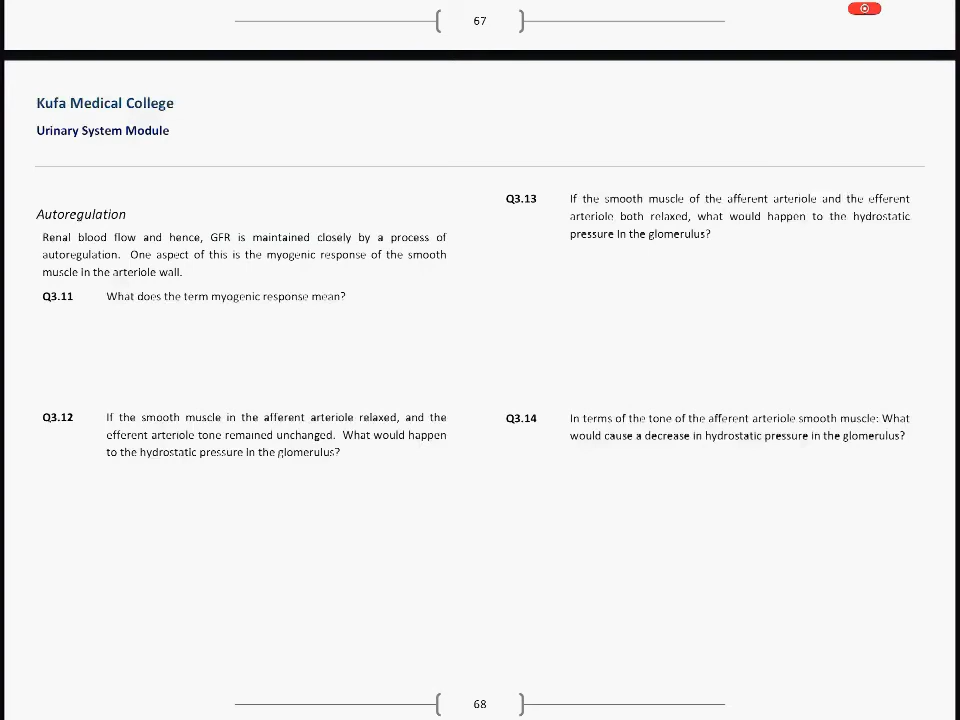 67
Kufa Medical College
Urinary System Module
Autoregulation
Renal blood flow and hence, GFR is maintained closely by a process of
autoregulation. One aspect of this is the myogenic response of the smooth
muscle in the arteriole wall.
Q3.11 What does the term myogenic response mean?
Q3.12 If the smooth muscle in the afferent arteriole relaxed, and the
efferent arteriole tone remained unchanged. What would happen
to the hydrostatic pressure in the glomerulus?
Q3.13 If the smooth muscle of the afferent arteriole and the efferent
arteriole both relaxed, what would happen to the hydrostatic
pressure in the glomerulus?
Q3.14 In terms of the tone of the afferent arteriole smooth muscle: What
would cause a decrease in hydrostatic pressure in the glomerulus?
68